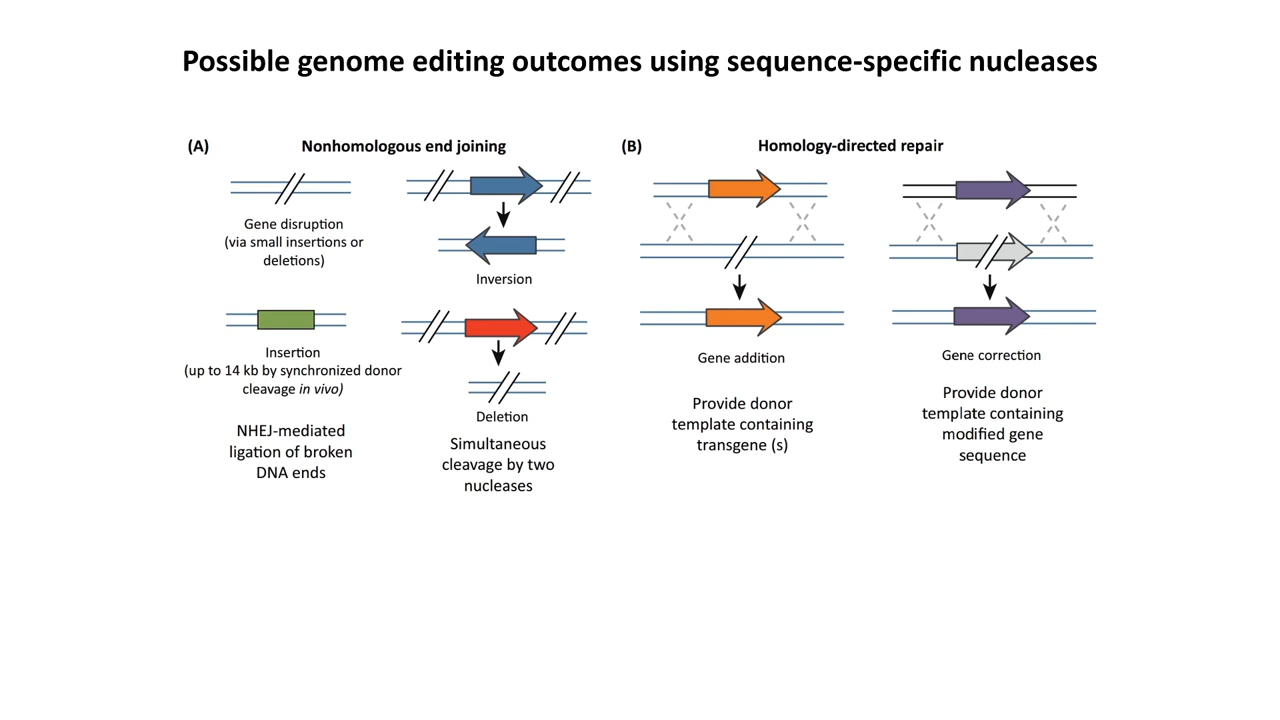 Possible genome editing outcomes using sequence-specific nucleases
(A)
Nonhomologous end joining
Gene disruption
(via small insertions or
deletions)
Inversion
Insertion
(up to 14 kb by synchronized donor
cleavage in vivo)
NHEJ-mediated
ligation of broken
DNA ends
Deletion
Simultaneous
cleavage by two
nucleases
(B)
Homology-directed repair
Gene addition
Provide donor
template containing
transgene (s)
Gene correction
Provide donor
template containing
modified gene
sequence